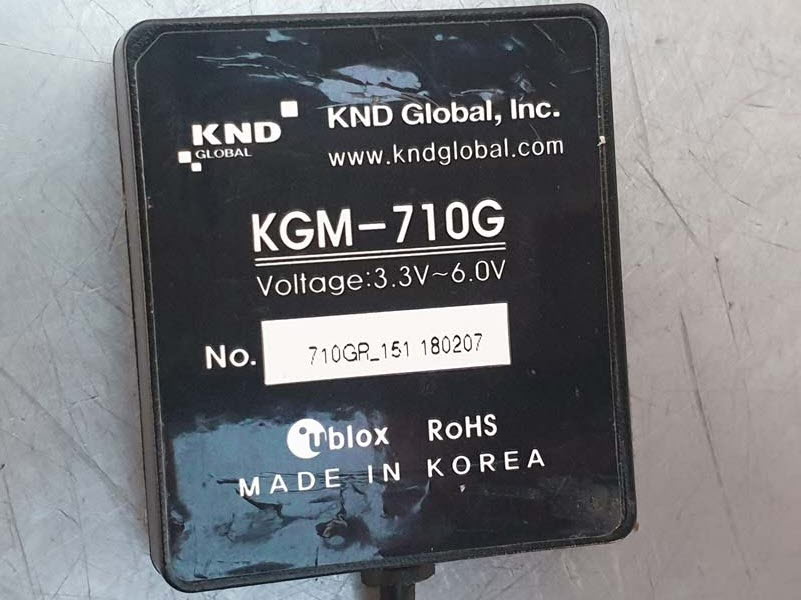 KND
GLOBAL
KND Global, Inc.
www.kndglobal.com
KGM-710G
Voltage:3.3V~6.0V
No. 710GR_151 180207
ublox RoHS
MADE IN KOREA